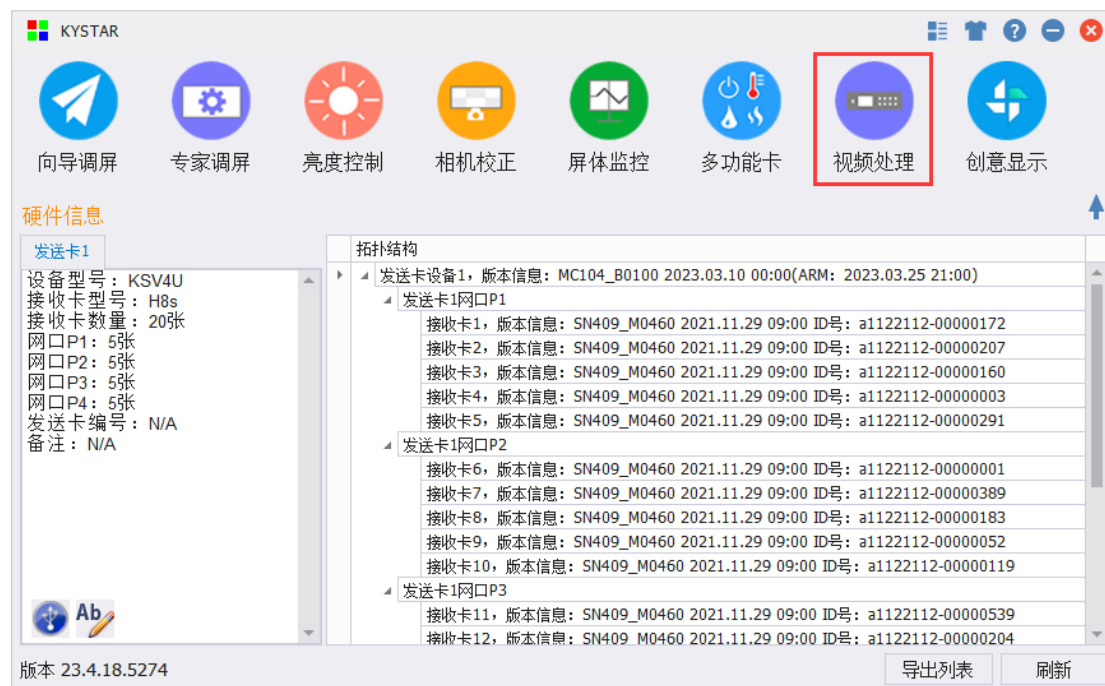 KYSTAR
向导调屏 专家调屏 亮度控制 相机校正 屏体监控 多功能卡 视频处理 创意显示
硬件信息
发送卡1
设备型号：KSV4U
接收卡型号：H8s
接收卡数量：20张
网口P1：5张
网口P2：5张
网口P3：5张
网口P4：5张
发送卡编号：N/A
备注：N/A
Ab
拓扑结构
发送卡设备1，版本信息：MC104_B0100 2023.03.10 00:00(ARM：2023.03.25 21:00)
发送卡1网口P1
接收卡1，版本信息：SN409_M0460 2021.11.29 09:00 ID号：a1122112-00000172
接收卡2，版本信息：SN409_M0460 2021.11.29 09:00 ID号：a1122112-00000207
接收卡3，版本信息：SN409_M0460 2021.11.29 09:00 ID号：a1122112-00000160
接收卡4，版本信息：SN409_M0460 2021.11.29 09:00 ID号：a1122112-00000003
接收卡5，版本信息：SN409_M0460 2021.11.29 09:00 ID号：a1122112-00000291
发送卡1网口P2
接收卡6，版本信息：SN409_M0460 2021.11.29 09:00 ID号：a1122112-00000001
接收卡7，版本信息：SN409_M0460 2021.11.29 09:00 ID号：a1122112-00000389
接收卡8，版本信息：SN409_M0460 2021.11.29 09:00 ID号：a1122112-00000183
接收卡9，版本信息：SN409_M0460 2021.11.29 09:00 ID号：a1122112-00000052
接收卡10，版本信息：SN409_M0460 2021.11.29 09:00 ID号：a1122112-00000119
发送卡1网口P3
接收卡11，版本信息：SN409_M0460 2021.11.29 09:00 ID号：a1122112-00000539
接收卡12，版本信息：SN409_M0460 2021.11.29 09:00 ID号：a1122112-00000204
版本 23.4.18.5274
导出列表 刷新